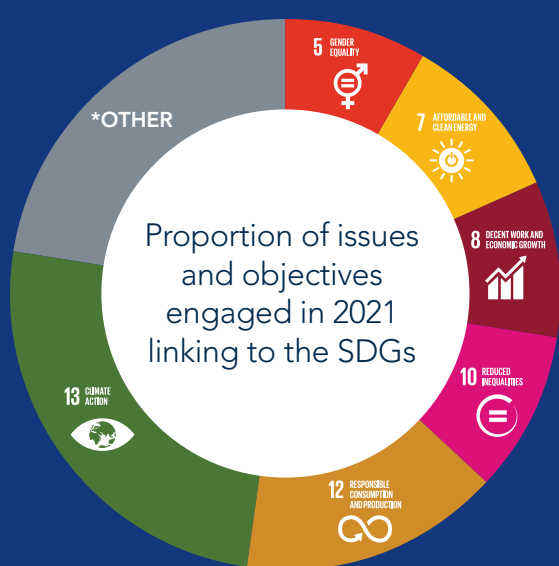 5 GENDER
EQUALITY
7 AFFORDABLE AND
CLEAN ENERGY
8 DECENT WORK AND
ECONOMIC GROWTH
10 REDUCED
INEQUALITIES
12 RESPONSIBLE
CONSUMPTION
AND PRODUCTION
13 CLIMATE
ACTION
*OTHER
Proportion of issues
and objectives
engaged in 2021
linking to the SDGs